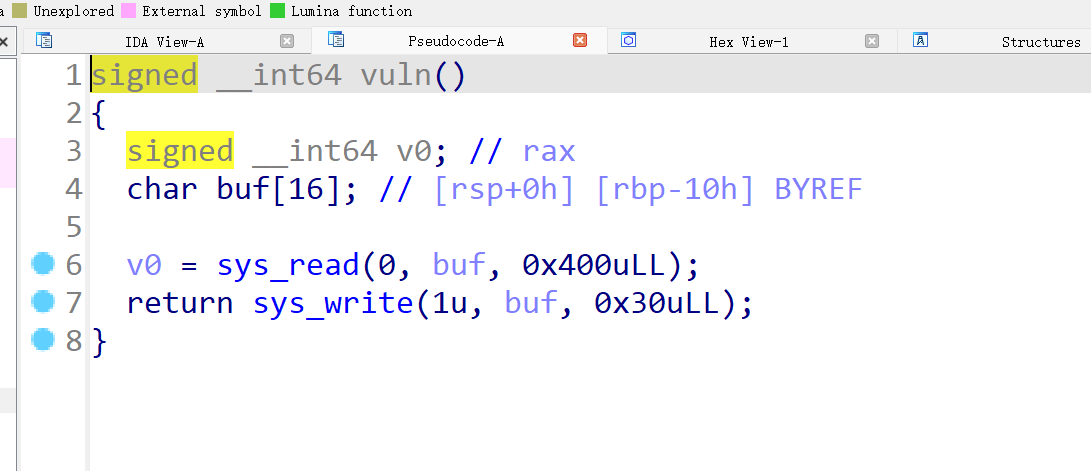 a Unexplored External symbol Lumina function
IDA View-A Pseudocode-A Hex View-1 Structures
1 signed __int64 vuln()
2 {
3 signed __int64 v0; // rax
4 char buf[16]; // [rsp+0h] [rbp-10h] BYREF
5
6 v0 = sys_read(0, buf, 0x400uLL);
7 return sys_write(1u, buf, 0x30uLL);
8 }